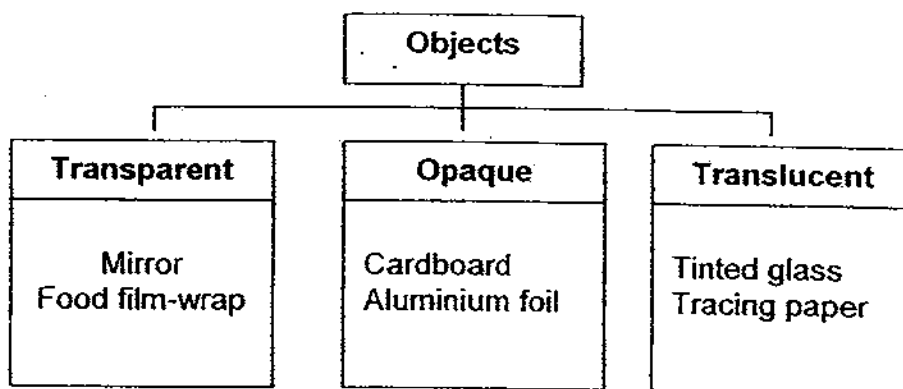 Objects
Transparent
Mirror
Food film-wrap
Opaque
Cardboard
Aluminium foil
Translucent
Tinted glass
Tracing paper